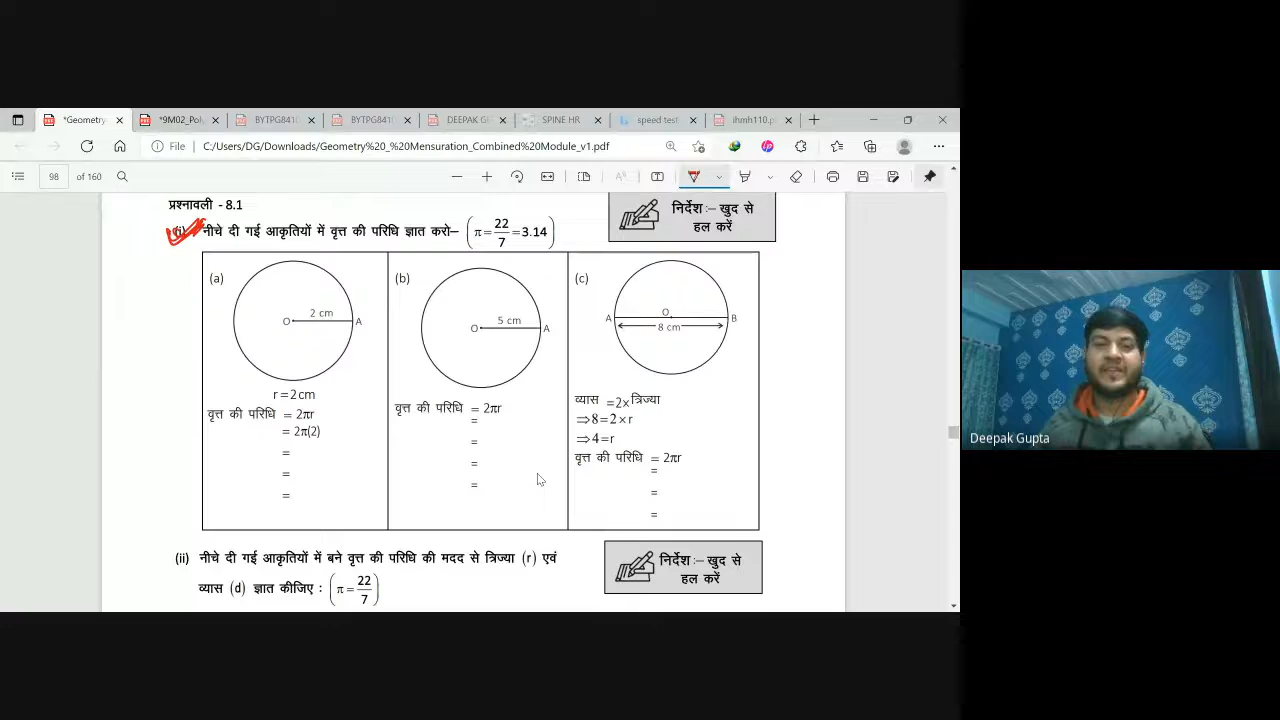 *Geometry
*9M02_Poly
BYTPG841
BYTPG841
DEEPAK G
SPINE HR
speed test
ihmh110.p
File C:/Users/DG/Downloads/Geometry%20_%20Mensuration_Combined%20Module_v1.pdf
98 of 160
प्रश्नावली - 8.1
निर्देश :– खुद से
हल करें
(i) नीचे दी गई आकृतियों में वृत्त की परिधि ज्ञात करो– (π = 22/7 = 3.14)
(a)
2 cm
O A
r = 2 cm
वृत्त की परिधि = 2πr
= 2π(2)
=
=
=
(b)
5 cm
O A
वृत्त की परिधि = 2πr
=
=
=
=
(c)
O
A B
8 cm
व्यास = 2× त्रिज्या
⇒ 8 = 2 × r
⇒ 4 = r
वृत्त की परिधि = 2πr
=
=
=
(ii) नीचे दी गई आकृतियों में बने वृत्त की परिधि की मदद से त्रिज्या (r) एवं
व्यास (d) ज्ञात कीजिए : (π = 22/7)
निर्देश :– खुद से
हल करें
Deepak Gupta